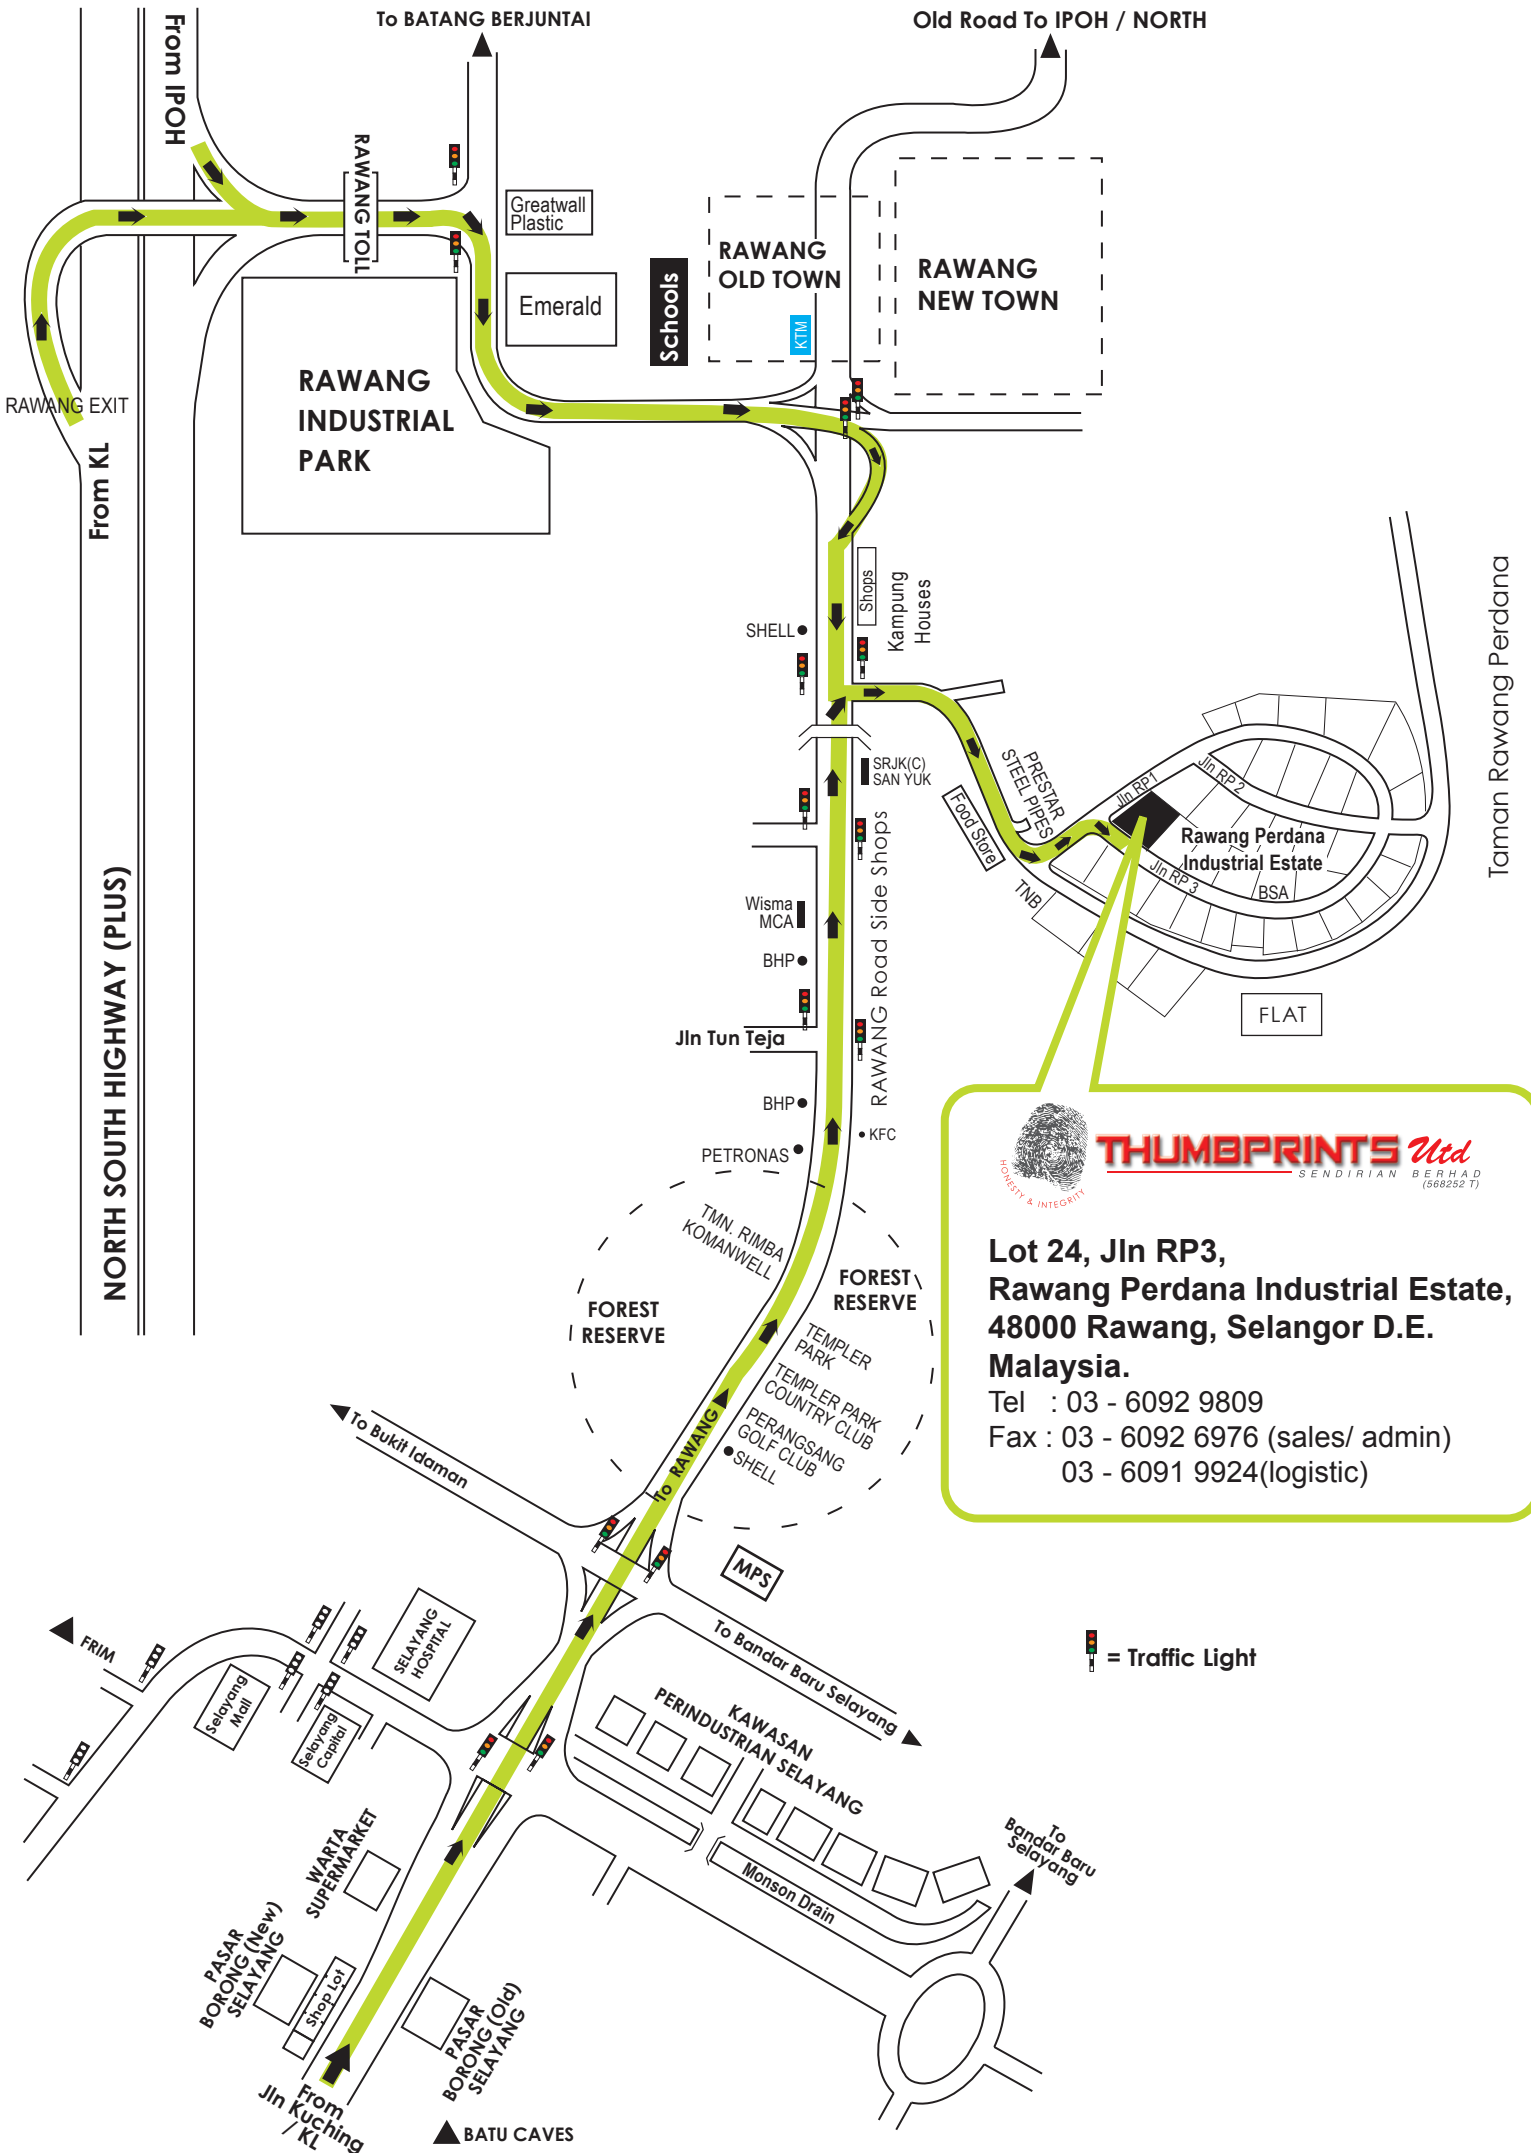 To BATANG BERJUNTAI
Old Road To IPOH / NORTH
From IPOH
RAWANG TOLL
Greatwall
Plastic
Emerald
Schools
RAWANG
OLD TOWN
KTM
RAWANG
NEW TOWN
RAWANG EXIT
From KL
RAWANG
INDUSTRIAL
PARK
Shops
Kampung
Houses
SHELL
Taman Rawang Perdana
SRJK(C)
SAN YUK
PRESTAR
STEEL PIPES
Food Store
Jln RP1
Jln RP 2
Rawang Perdana
Industrial Estate
Jln RP 3
BSA
TNB
FLAT
NORTH SOUTH HIGHWAY (PLUS)
Wisma
MCA
BHP
RAWANG Road Side Shops
Jln Tun Teja
BHP
KFC
PETRONAS
HONESTY & INTEGRITY
THUMBPRINTS Utd
SENDIRIAN BERHAD
(568252 T)
Lot 24, Jln RP3,
Rawang Perdana Industrial Estate,
48000 Rawang, Selangor D.E.
Malaysia.
Tel : 03 - 6092 9809
Fax : 03 - 6092 6976 (sales/ admin)
03 - 6091 9924(logistic)
TMN. RIMBA
KOMANWELL
FOREST
RESERVE
FOREST
RESERVE
TEMPLER
PARK
TEMPLER PARK
COUNTRY CLUB
PERANGSANG
GOLF CLUB
SHELL
To RAWANG
To Bukit Idaman
MPS
To Bandar Baru Selayang
= Traffic Light
FRIM
SELAYANG
HOSPITAL
Selayang
Mall
Selayang
Capital
KAWASAN
PERINDUSTRIAN SELAYANG
Monson Drain
To
Bandar Baru
Selayang
WARTA
SUPERMARKET
PASAR
BORONG (New)
SELAYANG
Shop Lot
PASAR
BORONG (Old)
SELAYANG
From
Jln Kuching
/ KL
BATU CAVES